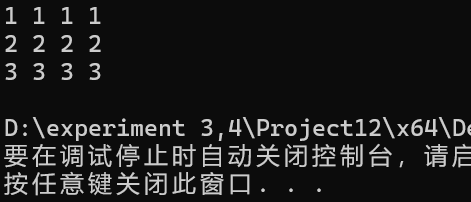 1 1 1 1
2 2 2 2
3 3 3 3
D:\experiment 3,4\Project12\x64\De
要在调试停止时自动关闭控制台，请启
按任意键关闭此窗口. . .